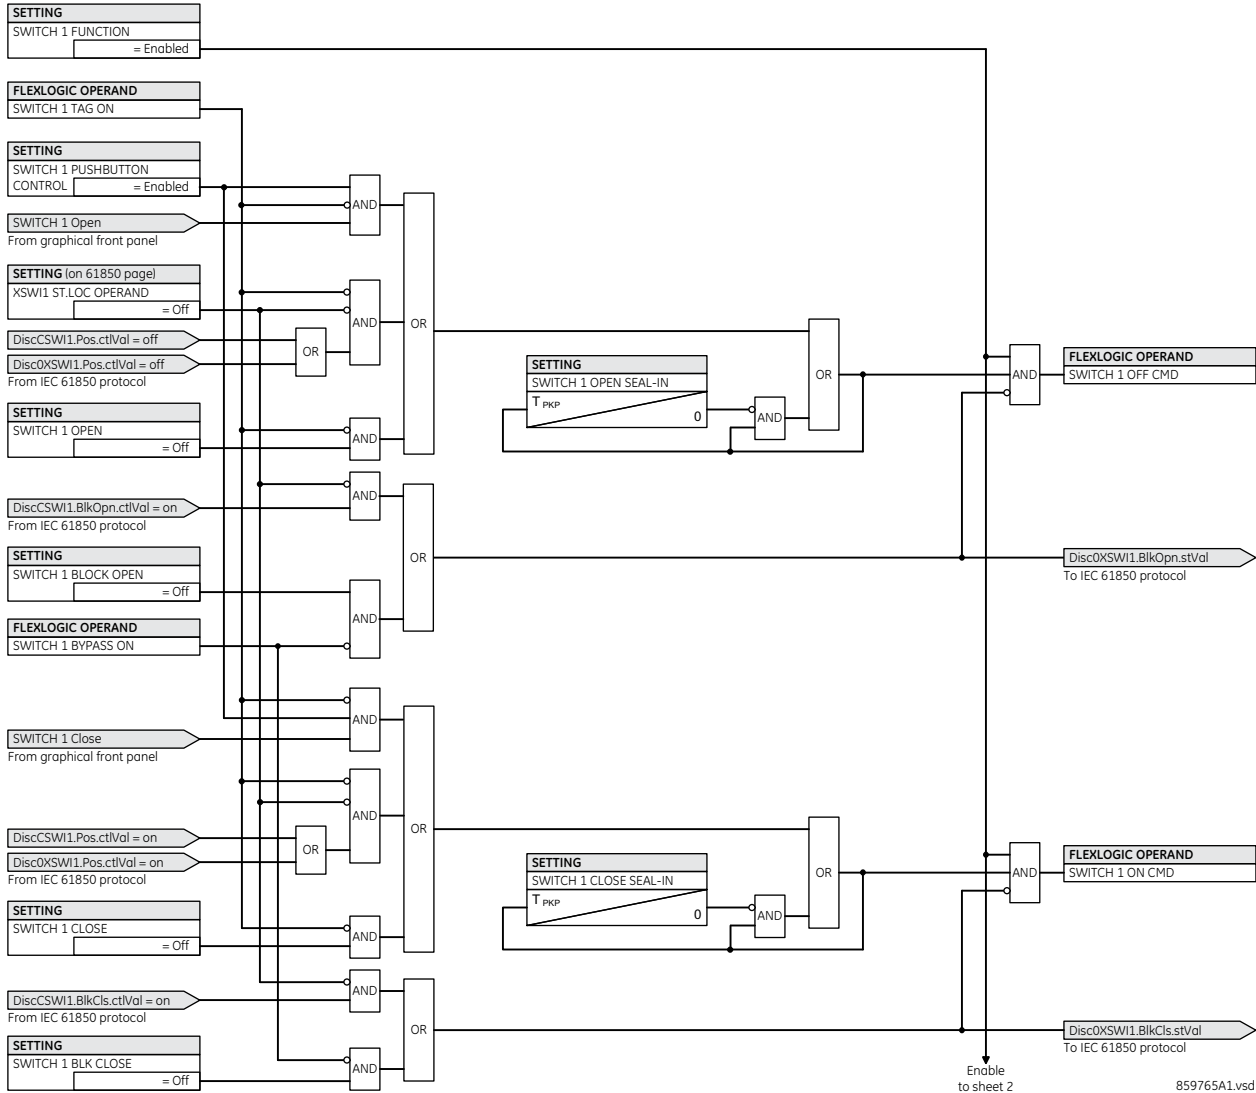 SETTING
SWITCH 1 FUNCTION
= Enabled
FLEXLOGIC OPERAND
SWITCH 1 TAG ON
SETTING
SWITCH 1 PUSHBUTTON
CONTROL = Enabled
AND
SWITCH 1 Open
From graphical front panel
SETTING (on 61850 page)
XSWI1 ST.LOC OPERAND
= Off
AND
OR
DiscCSWI1.Pos.ctlVal = off
OR
Disc0XSWI1.Pos.ctlVal = off
From IEC 61850 protocol
SETTING
SWITCH 1 OPEN SEAL-IN
T PKP
0
AND
OR
AND
FLEXLOGIC OPERAND
SWITCH 1 OFF CMD
SETTING
SWITCH 1 OPEN
= Off
AND
AND
DiscCSWI1.BlkOpn.ctlVal = on
From IEC 61850 protocol
OR
Disc0XSWI1.BlkOpn.stVal
To IEC 61850 protocol
SETTING
SWITCH 1 BLOCK OPEN
= Off
AND
FLEXLOGIC OPERAND
SWITCH 1 BYPASS ON
AND
SWITCH 1 Close
From graphical front panel
AND
OR
DiscCSWI1.Pos.ctlVal = on
OR
Disc0XSWI1.Pos.ctlVal = on
From IEC 61850 protocol
SETTING
SWITCH 1 CLOSE SEAL-IN
T PKP
0
AND
OR
AND
FLEXLOGIC OPERAND
SWITCH 1 ON CMD
SETTING
SWITCH 1 CLOSE
= Off
AND
AND
DiscCSWI1.BlkCls.ctlVal = on
From IEC 61850 protocol
OR
Disc0XSWI1.BlkCls.stVal
To IEC 61850 protocol
SETTING
SWITCH 1 BLK CLOSE
= Off
AND
Enable
to sheet 2
859765A1.vsd